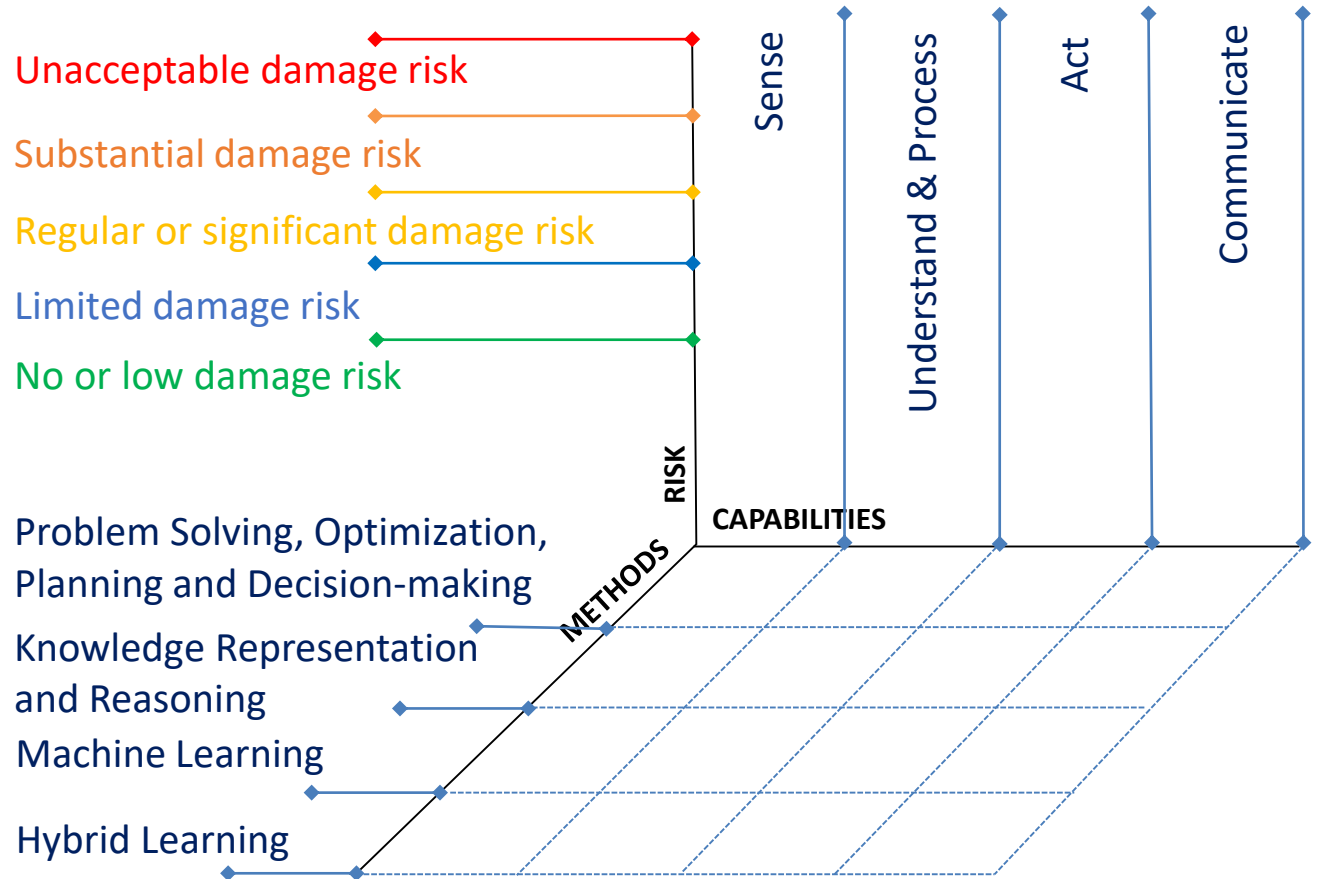 Unacceptable damage risk
Substantial damage risk
Regular or significant damage risk
Limited damage risk
No or low damage risk
Sense
Understand & Process
Act
Communicate
RISK
CAPABILITIES
METHODS
Problem Solving, Optimization,
Planning and Decision-making
Knowledge Representation
and Reasoning
Machine Learning
Hybrid Learning